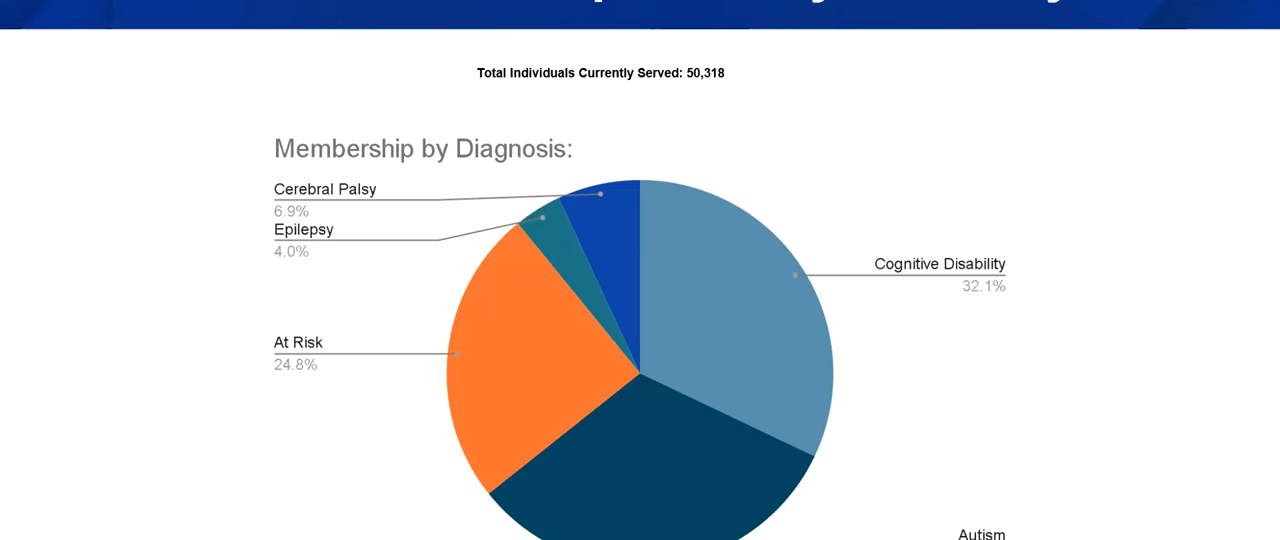 Total Individuals Currently Served: 50,318
Membership by Diagnosis:
Cerebral Palsy
6.9%
Epilepsy
4.0%
Cognitive Disability
32.1%
At Risk
24.8%
Autism